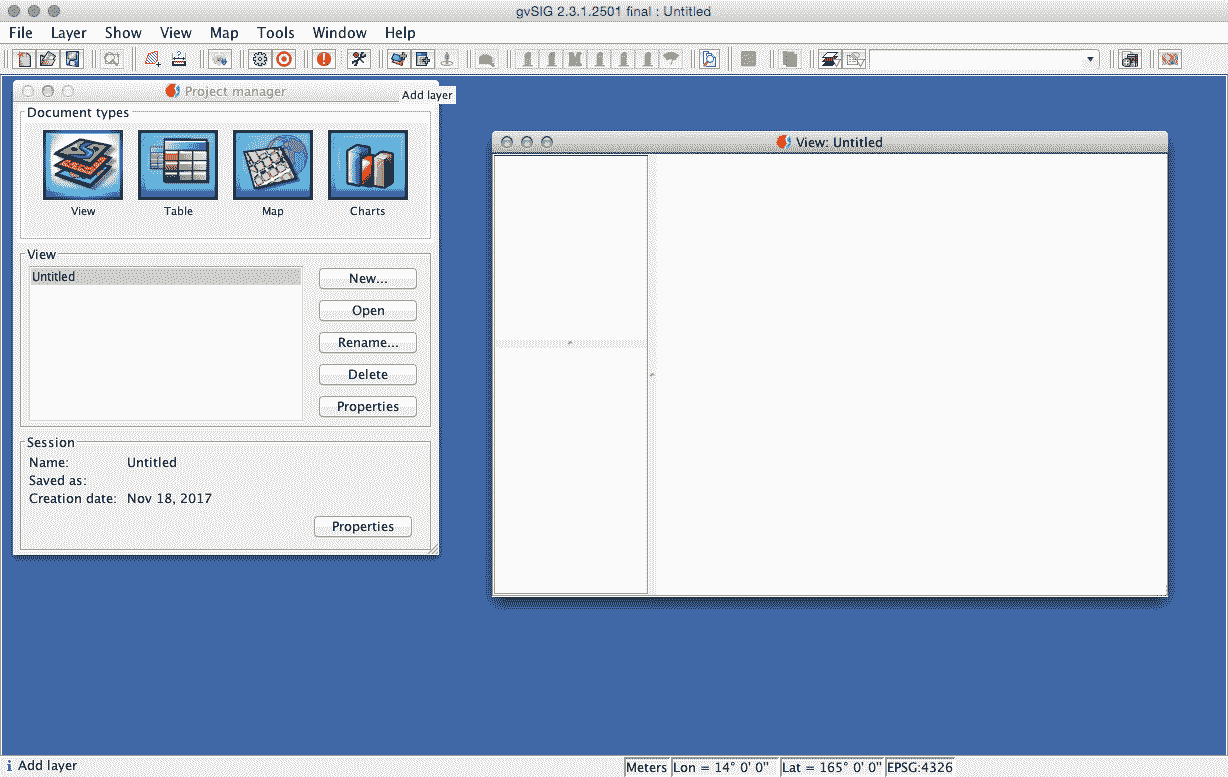 gvSIG 2.3.1.2501 final : Untitled
File Layer Show View Map Tools Window Help
Project manager
Add layer
Document types
View Table Map Charts
View
Untitled
New...
Open
Rename...
Delete
Properties
Session
Name: Untitled
Saved as:
Creation date: Nov 18, 2017
Properties
View: Untitled
Add layer
Meters Lon = 14° 0' 0" Lat = 165° 0' 0" EPSG:4326